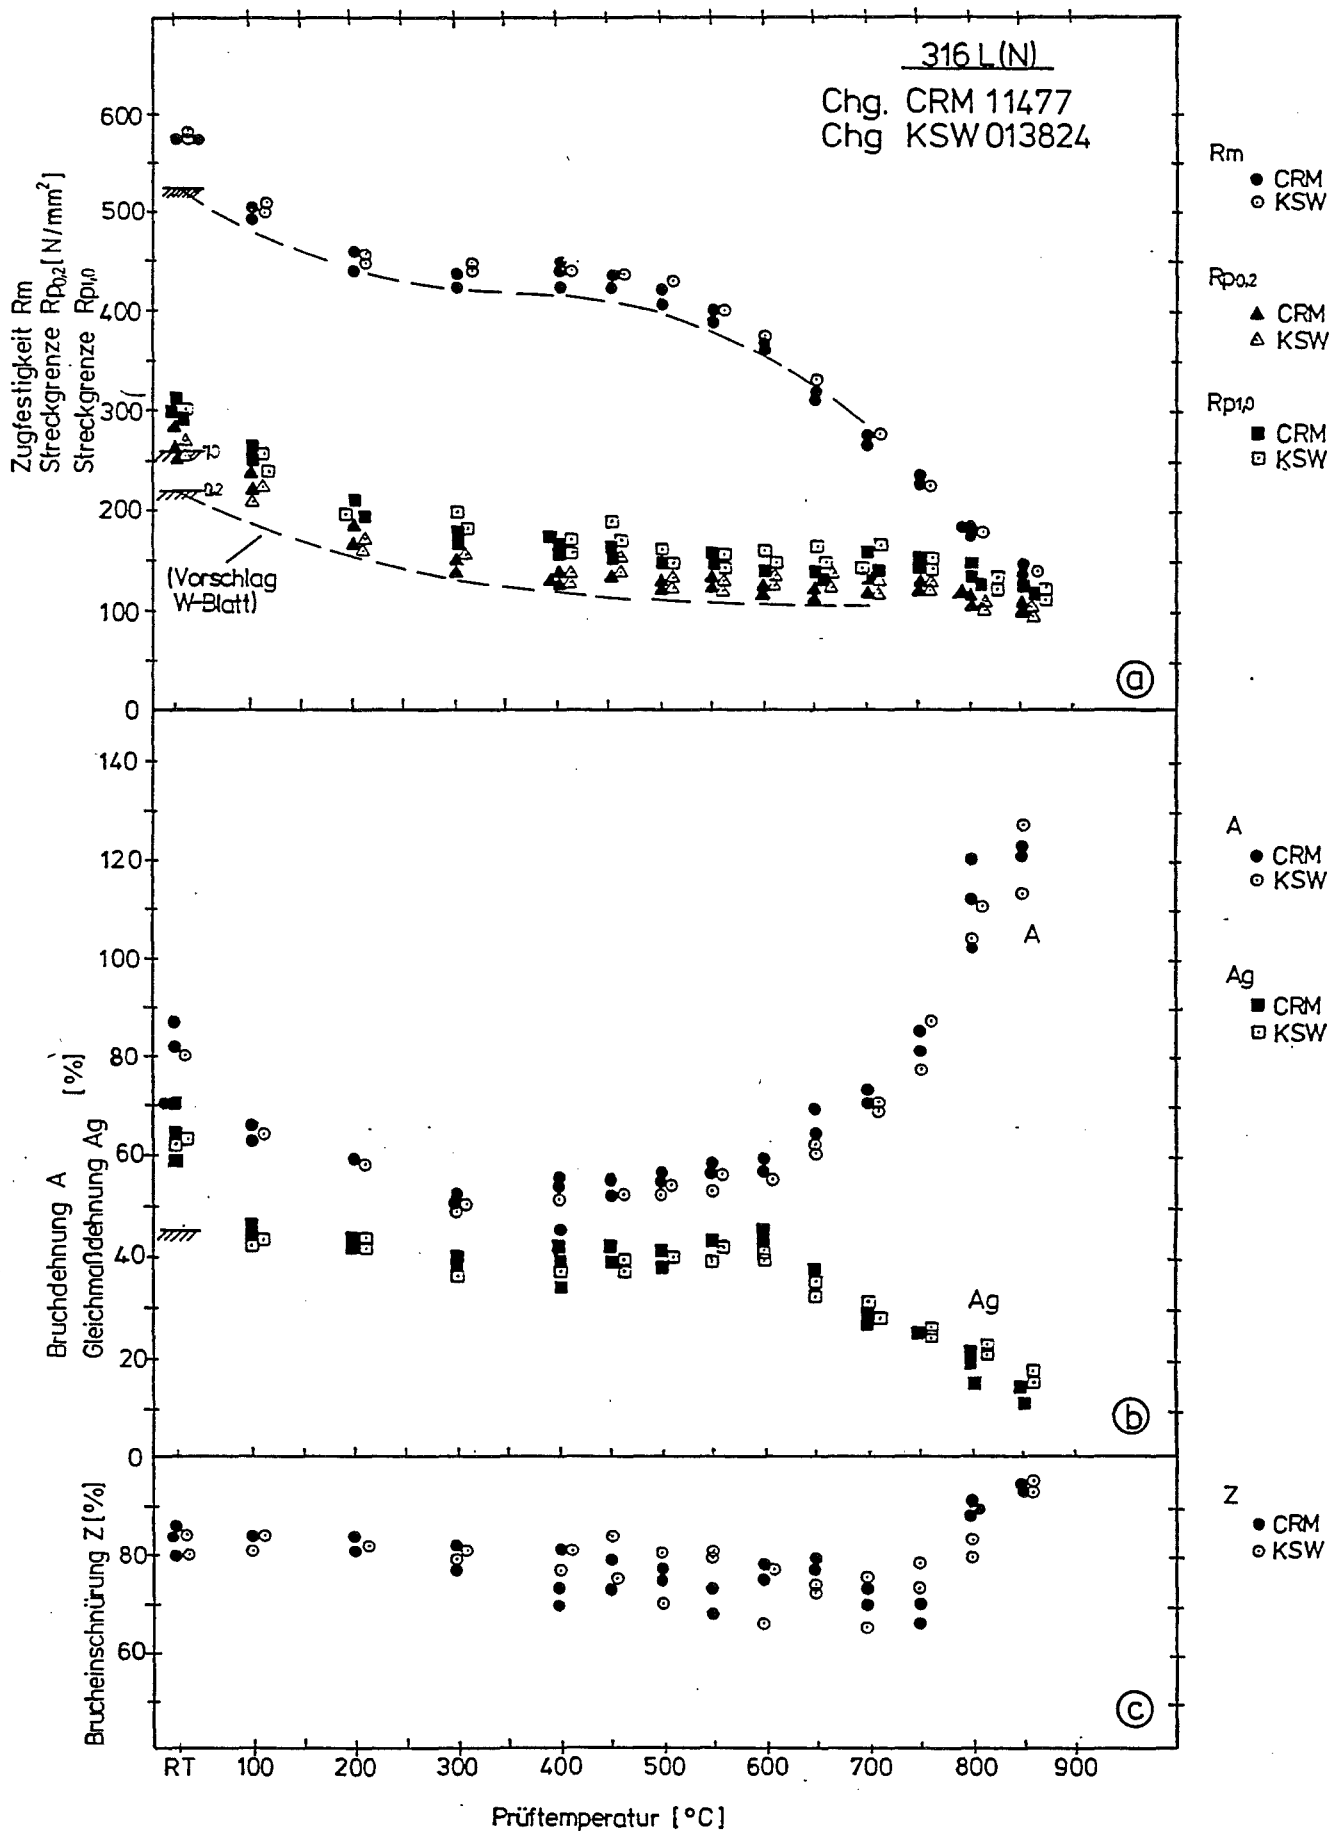 316 L(N)
Chg. CRM 11477
Chg KSW 013824
Zugfestigkeit Rm
Streckgrenze Rp0,2 [N/mm²]
Streckgrenze Rp1,0
600
500
400
300
200
100
0
1,0
0,2
(Vorschlag
W-Blatt)
a
Rm
CRM
KSW
Rp0,2
CRM
KSW
Rp1,0
CRM
KSW
Bruchdehnung A
Gleichmaßdehnung Ag [%]
140
120
100
80
60
40
20
0
A
Ag
b
A
CRM
KSW
Ag
CRM
KSW
Brucheinschnürung Z [%]
80
60
c
Z
CRM
KSW
RT 100 200 300 400 500 600 700 800 900
Prüftemperatur [°C]